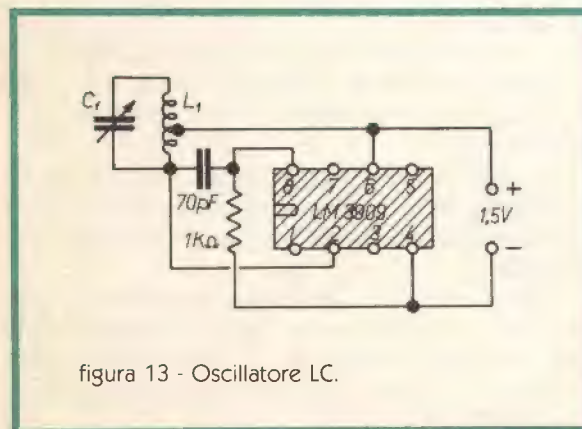 C₁ L₁
70pF
1KΩ
8 7 6 5
LM 3909
1 2 3 4
+
1,5V
−
figura 13 - Oscillatore LC.